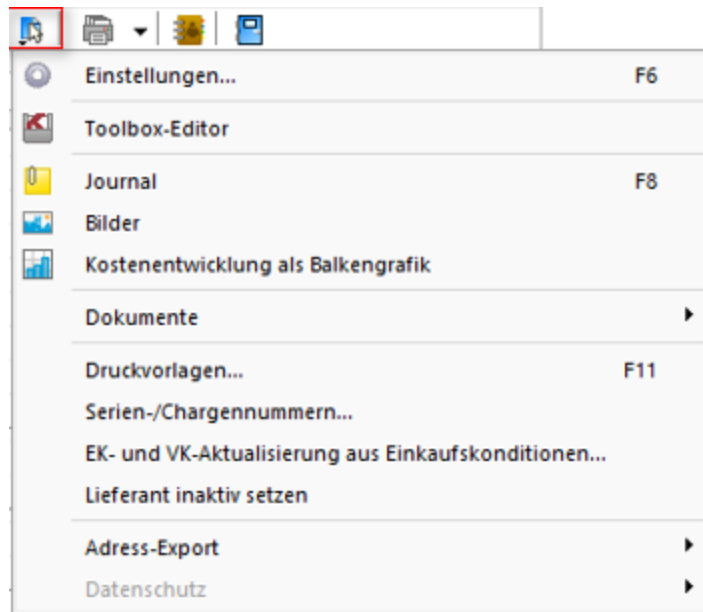 Einstellungen... F6
Toolbox-Editor
Journal F8
Bilder
Kostenentwicklung als Balkengrafik
Dokumente
Druckvorlagen... F11
Serien-/Chargennummern...
EK- und VK-Aktualisierung aus Einkaufskonditionen...
Lieferant inaktiv setzen
Adress-Export
Datenschutz